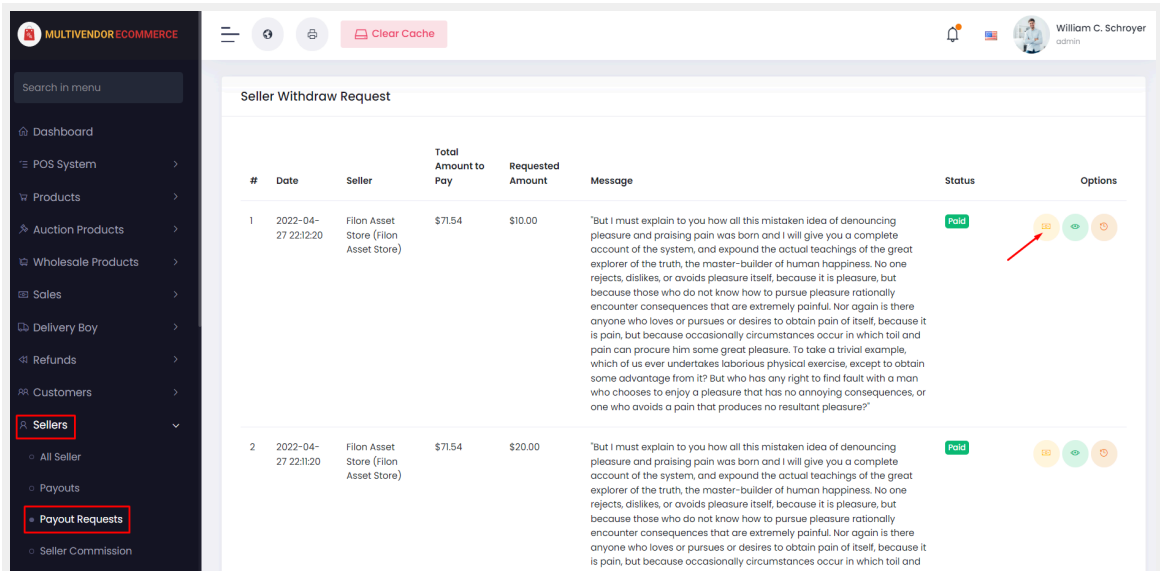 MULTIVENDOR ECOMMERCE
Clear Cache
William C. Schroyer
admin
Search in menu
Dashboard
POS System
Products
Auction Products
Wholesale Products
Sales
Delivery Boy
Refunds
Customers
Sellers
All Seller
Payouts
Payout Requests
Seller Commission
Seller Withdraw Request
# Date Seller Total Amount to Pay Requested Amount Message Status Options
1 2022-04-27 22:12:20 Filon Asset Store (Filon Asset Store) $71.54 $10.00
"But I must explain to you how all this mistaken idea of denouncing
pleasure and praising pain was born and I will give you a complete
account of the system, and expound the actual teachings of the great
explorer of the truth, the master-builder of human happiness. No one
rejects, dislikes, or avoids pleasure itself, because it is pleasure, but
because those who do not know how to pursue pleasure rationally
encounter consequences that are extremely painful. Nor again is there
anyone who loves or pursues or desires to obtain pain of itself, because it
is pain, but because occasionally circumstances occur in which toil and
pain can procure him some great pleasure. To take a trivial example,
which of us ever undertakes laborious physical exercise, except to obtain
some advantage from it? But who has any right to find fault with a man
who chooses to enjoy a pleasure that has no annoying consequences, or
one who avoids a pain that produces no resultant pleasure?"
Paid
2 2022-04-27 22:11:20 Filon Asset Store (Filon Asset Store) $71.54 $20.00
"But I must explain to you how all this mistaken idea of denouncing
pleasure and praising pain was born and I will give you a complete
account of the system, and expound the actual teachings of the great
explorer of the truth, the master-builder of human happiness. No one
rejects, dislikes, or avoids pleasure itself, because it is pleasure, but
because those who do not know how to pursue pleasure rationally
encounter consequences that are extremely painful. Nor again is there
anyone who loves or pursues or desires to obtain pain of itself, because it
is pain, but because occasionally circumstances occur in which toil and
Paid